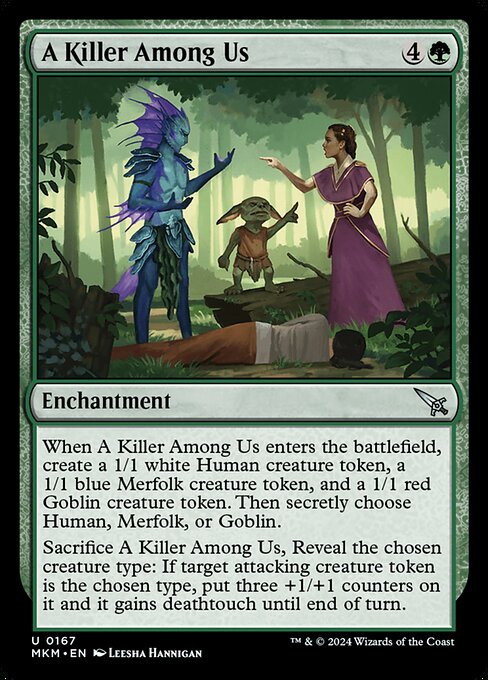 A Killer Among Us 4
Enchantment
When A Killer Among Us enters the battlefield,
create a 1/1 white Human creature token, a
1/1 blue Merfolk creature token, and a 1/1 red
Goblin creature token. Then secretly choose
Human, Merfolk, or Goblin.
Sacrifice A Killer Among Us, Reveal the chosen
creature type: If target attacking creature token
is the chosen type, put three +1/+1 counters on
it and it gains deathtouch until end of turn.
U 0167 ™ & © 2024 Wizards of the Coast
MKM • EN Leesha Hannigan